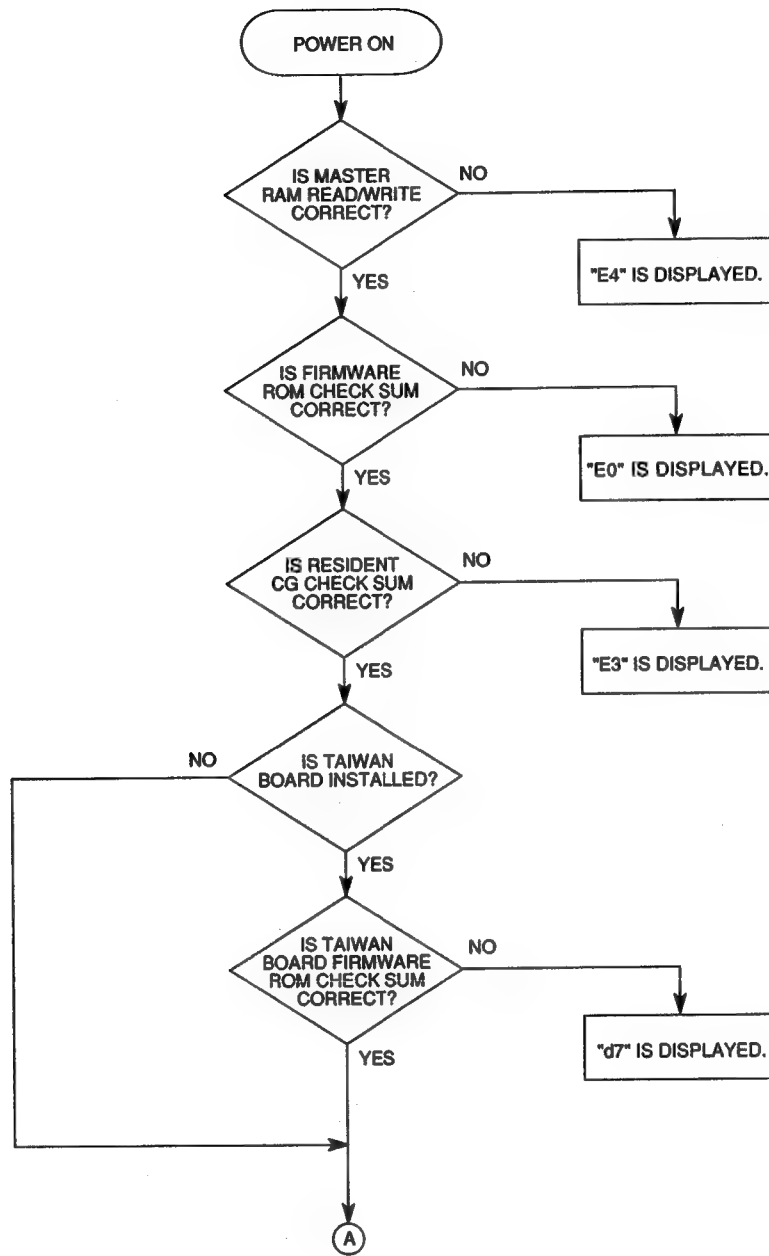 POWER ON
IS MASTER
RAM READ/WRITE
CORRECT?
NO
"E4" IS DISPLAYED.
YES
IS FIRMWARE
ROM CHECK SUM
CORRECT?
NO
"E0" IS DISPLAYED.
YES
IS RESIDENT
CG CHECK SUM
CORRECT?
NO
"E3" IS DISPLAYED.
YES
NO
IS TAIWAN
BOARD INSTALLED?
YES
IS TAIWAN
BOARD FIRMWARE
ROM CHECK SUM
CORRECT?
NO
"d7" IS DISPLAYED.
YES
A